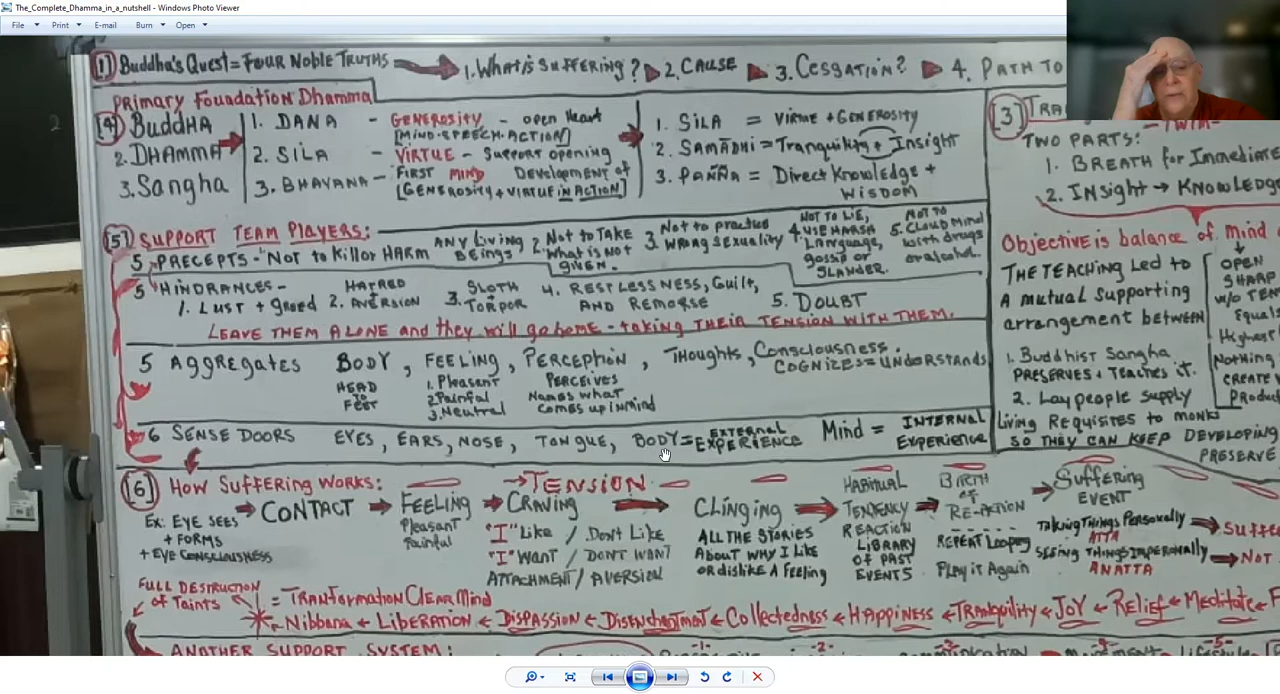 The_Complete_Dhamma_in_a_nutshell - Windows Photo Viewer
File Print E-mail Burn Open
[1] Buddha's Quest = FOUR NOBLE TRUTHS 1. What is SUFFERING? 2. CAUSE 3. CESSATION? 4. PATH TO
Primary Foundation Dhamma
[4] BUDDHA
2. DHAMMA
3. Sangha
1. DANA - GENEROSITY - open Heart
[MIND-SPEECH-ACTION]
2. SILA - VIRTUE - Support opening
3. BHAVANA - FIRST MIND Development of
[GENEROSITY + VIRTUE IN ACTION]
1. SILA = VIRTUE + GENEROSITY
2. SAMĀDHI = Tranquility + Insight
3. PAÑÑA = Direct Knowledge +
WISDOM
[3]
TWO PARTS:
1. BREATH for Immediate
2. INsight → KNOWLEDGE
Objective is balance of mind
THE TEACHING LED to
A mutual supporting
arrangement between
1. Buddhist Sangha
PRESERVES + Teaches it.
2. Lay people supply
Living Requisites to monks
SO THEY CAN KEEP DEVELOPING
PRESERVE
OPEN
SHARP
Highest
Nothing
CREATE
[5] SUPPORT TEAM PLAYERS:
5 PRECEPTS - Not to Kill or HARM ANY Living BEINGS 2. Not to TAKE What is NOT GIVEN. 3. Not to practice WRONG Sexuality 4. NOT TO LIE, USE HARSH Language, gossip or SLANDER. 5. NOT TO CLOUD Mind with drugs or alcohol.
5 HINDRANCES -
1. LUST + greed 2. HATRED AVERSION 3. SLOTH + TORPOR 4. RESTLESSNESS, Guilt, AND REMORSE 5. DOUBT
LEAVE THEM ALONE and they will go home - taking THEIR TENSION WITH THEM.
5 AGGREGATES BODY, FEELING, PERCEPTION, Thoughts, Consciousness.
COGNIZES = UNDERSTANDS
HEAD
TO
FEET
1. Pleasant
2. Painful
3. Neutral
PERCEIVES
Names what
comes up in mind
6 SENSE DOORS EYES, EARS, NOSE, TONGUE, BODY = EXTERNAL EXPERIENCE Mind = INTERNAL EXPERIENCE
[6] HOW SUFFERING WORKS:
Ex: EYE SEES
+ FORMS
+ EYE CONSCIOUSNESS
CONTACT
FEELING
Pleasant
Painful
→ TENSION
CRAVING
"I" Like / Don't Like
"I" Want / DON'T WANT
ATTACHMENT / AVERSION
CLINGING
ALL THE STORIES
About WHY I LIKE
OR DISLIKE A Feeling
HABITUAL
TENDENCY
REACTION
LIBRARY
OF PAST
EVENTS
BIRTH
of
RE-ACTION
REPEAT LOOPING
PLAY it Again
Suffering
EVENT
TAKING THINGS PERSONALLY
ATTA
SEEING THINGS IMPERSONALLY
ANATTA
NOT
FULL DESTRUCTION
of TAINTS
= TRANFORMATION CLEAR MIND
Nibbana ← LIBERATION ← DISPASSION ← DISENCHANTMENT ← Collectedness ← HAPPINESS ← TRANQUILITY ← JOY ← RELIEF ← Meditate ←
ANOTHER SUPPORT SYSTEM: